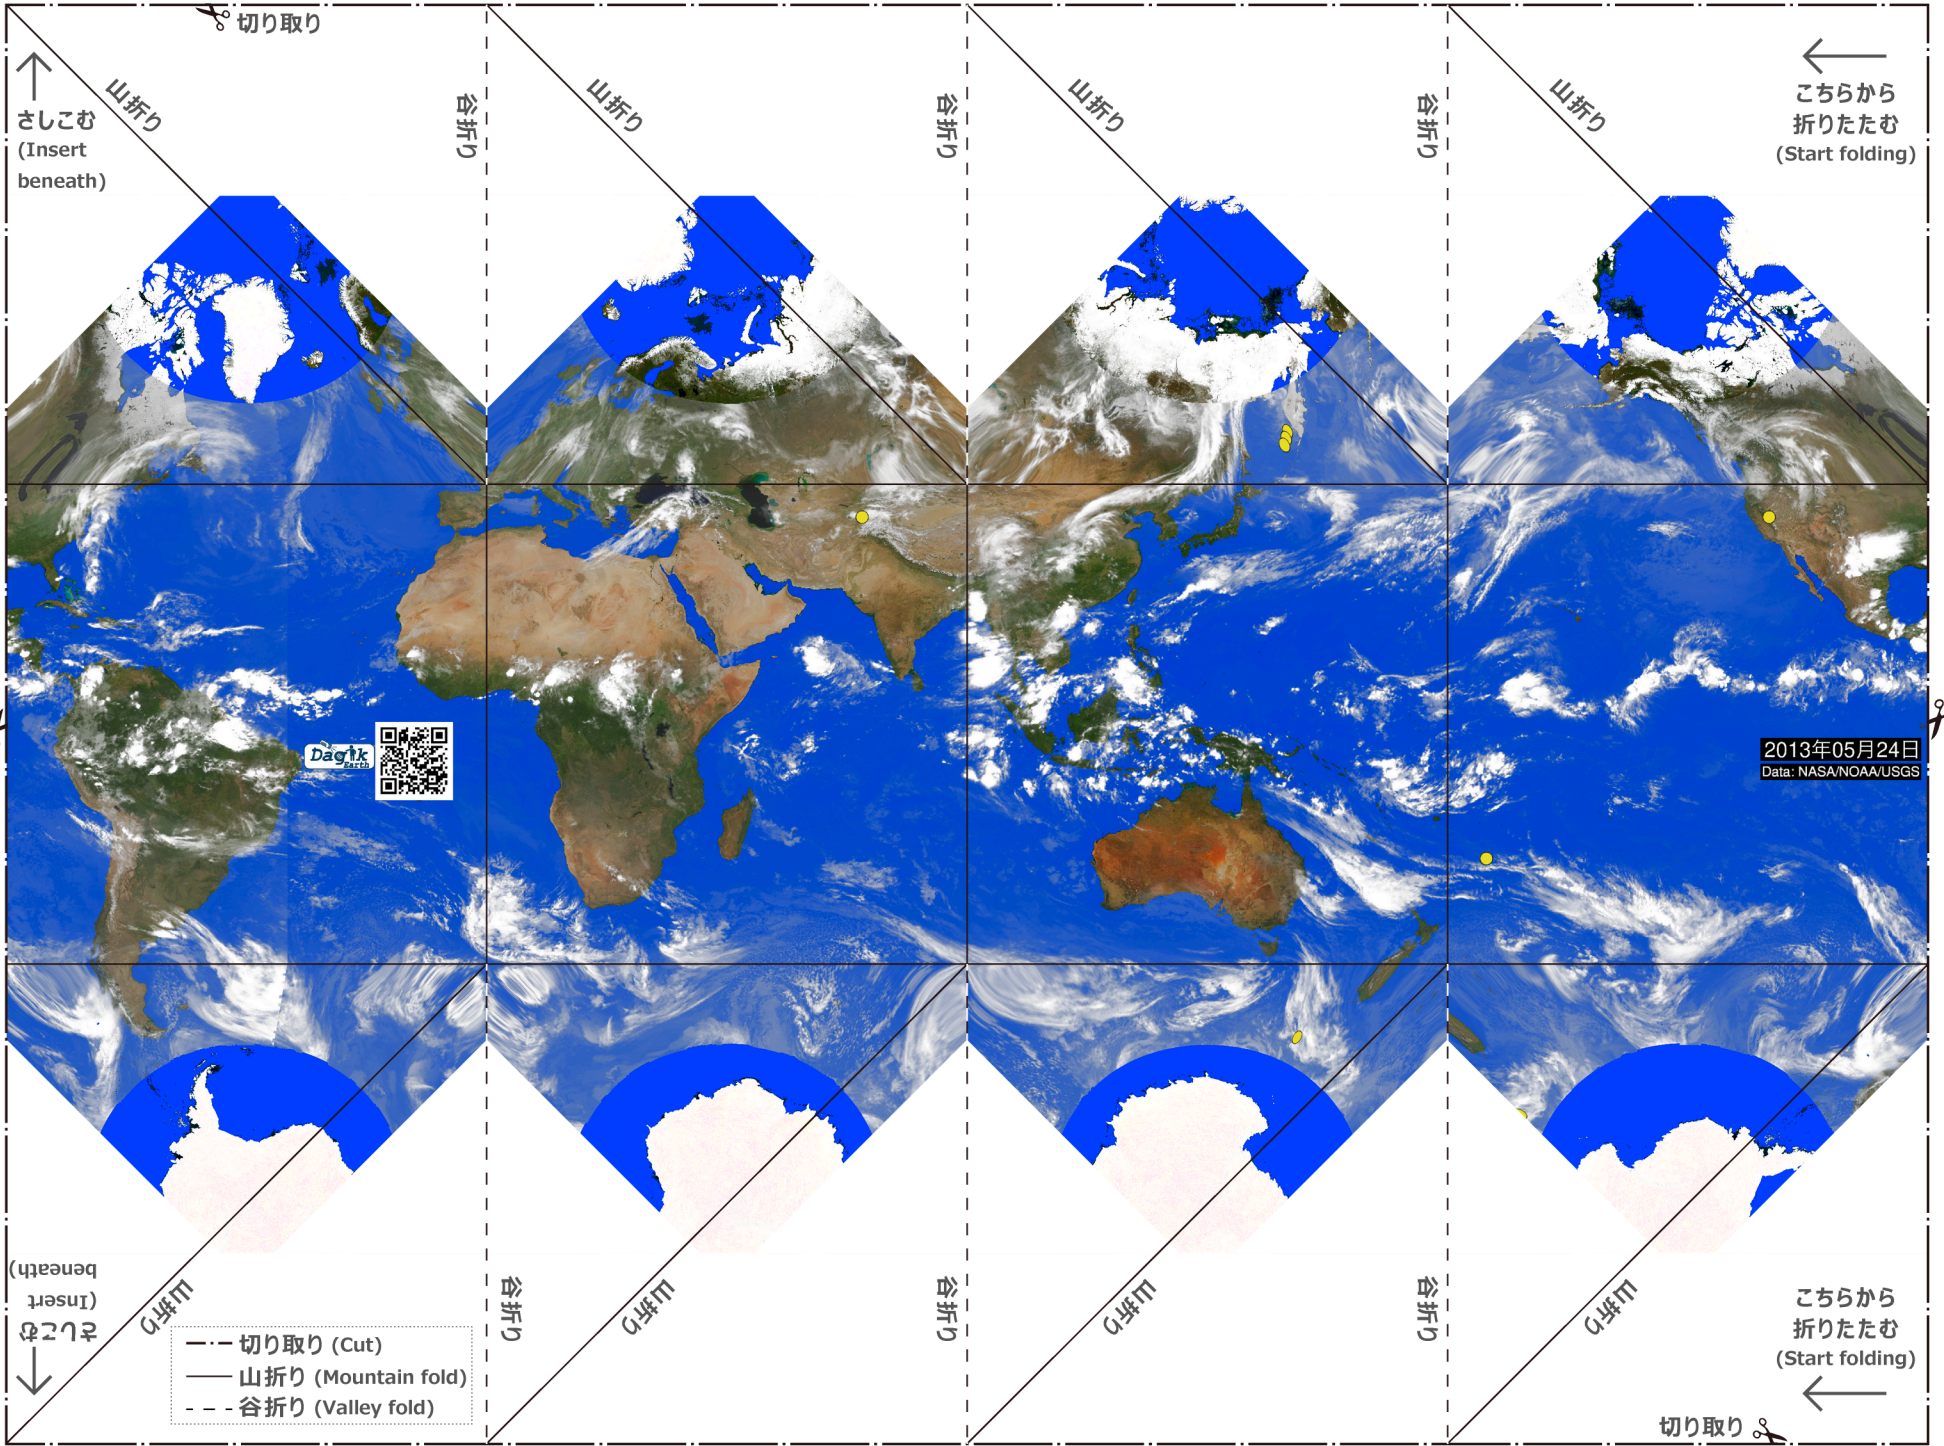 切り取り
山折り
谷折り
山折り
谷折り
山折り
谷折り
山折り
さしこむ
(Insert
beneath)
こちらから
折りたたむ
(Start folding)
Dagik
Earth
2013年05月24日
Data: NASA/NOAA/USGS
さしこむ
(Insert
beneath)
山折り
谷折り
山折り
谷折り
山折り
谷折り
山折り
こちらから
折りたたむ
(Start folding)
切り取り (Cut)
山折り (Mountain fold)
谷折り (Valley fold)
切り取り